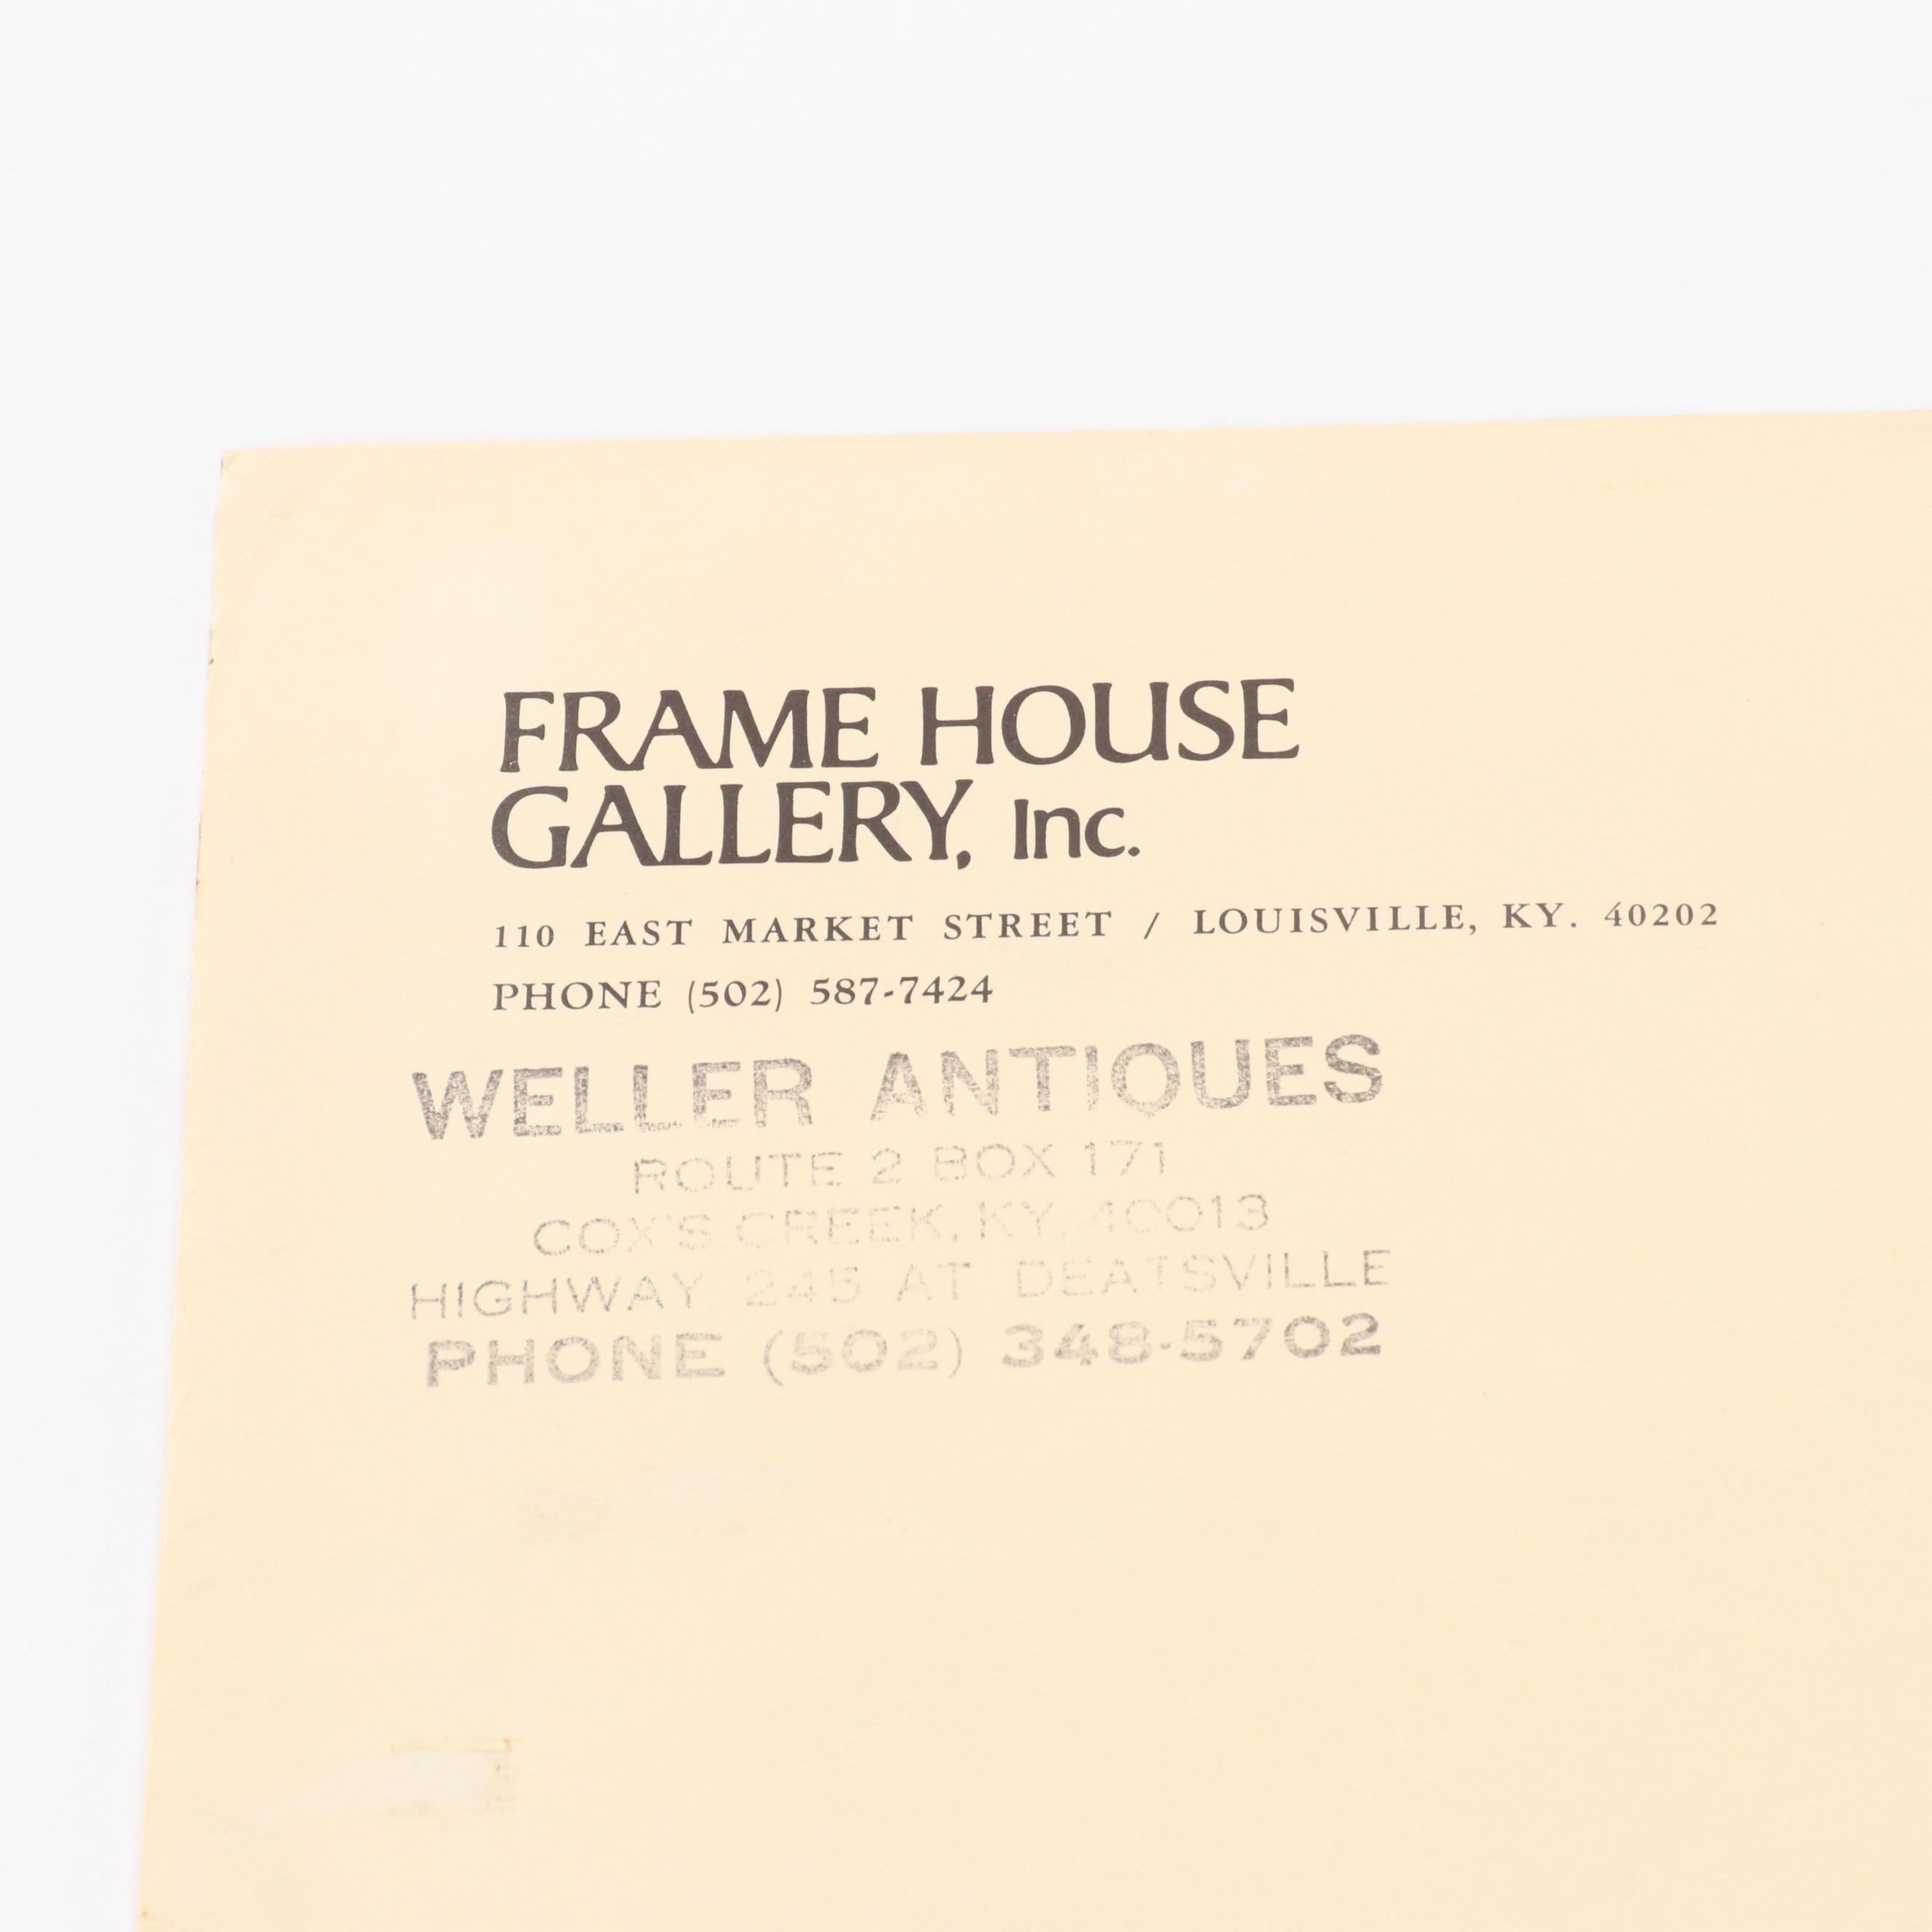 FRAME HOUSE
GALLERY, Inc.
110 EAST MARKET STREET / LOUISVILLE, KY. 40202
PHONE (502) 587-7424
WELLER ANTIQUES
ROUTE 2 BOX 171
COX'S CREEK, KY. 40013
HIGHWAY 245 AT DEATSVILLE
PHONE (502) 348-5702